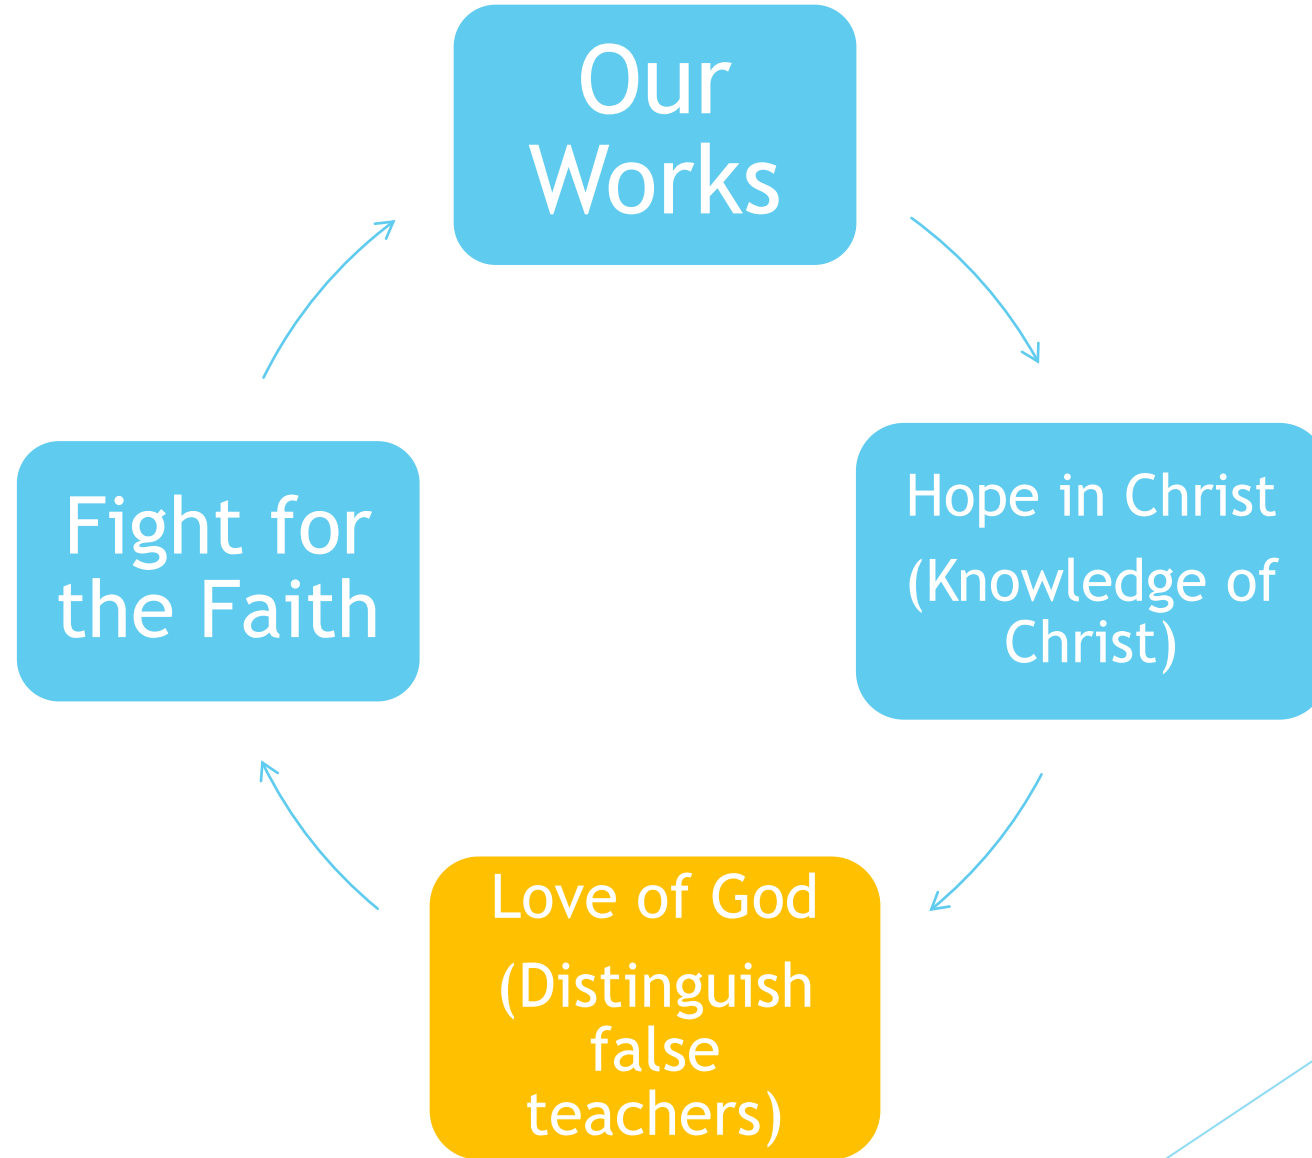 Our
Works
Hope in Christ
(Knowledge of
Christ)
Love of God
(Distinguish
false
teachers)
Fight for
the Faith